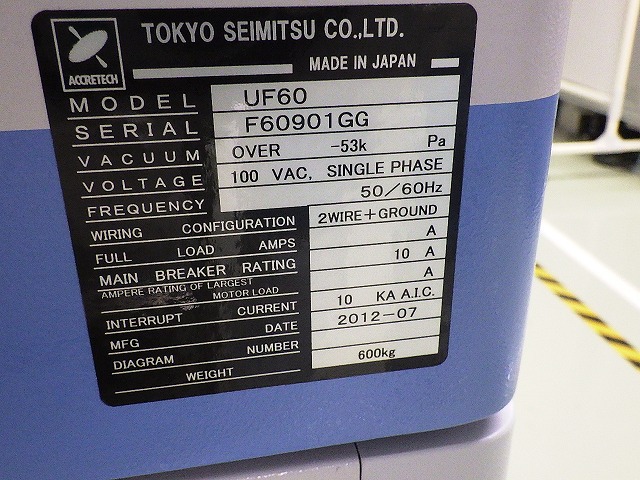 ACCRETECH
TOKYO SEIMITSU CO.,LTD.
MADE IN JAPAN
MODEL UF60
SERIAL F60901GG
VACUUM OVER -53k Pa
VOLTAGE 100 VAC, SINGLE PHASE
FREQUENCY 50/60Hz
WIRING CONFIGURATION 2WIRE+GROUND
FULL LOAD AMPS A
MAIN BREAKER RATING 10 A
AMPERE RATING OF LARGEST MOTOR LOAD A
INTERRUPT CURRENT 10 KA A.I.C.
MFG DATE 2012-07
DIAGRAM NUMBER
WEIGHT 600kg